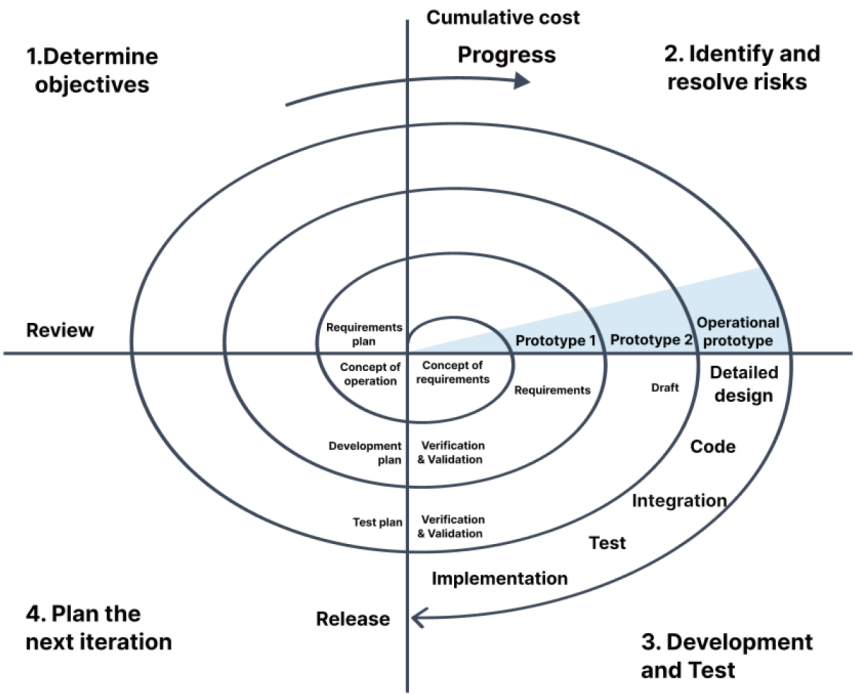 Cumulative cost
Progress
1.Determine
objectives
2. Identify and
resolve risks
Review
Requirements
plan
Prototype 1
Prototype 2
Operational
prototype
Concept of
operation
Concept of
requirements
Requirements
Draft
Detailed
design
Development
plan
Verification
& Validation
Code
Integration
Test plan
Verification
& Validation
Test
Implementation
Release
4. Plan the
next iteration
3. Development
and Test